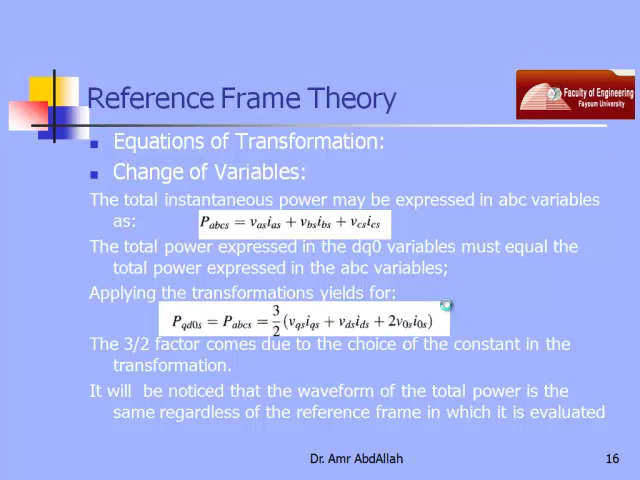 Reference Frame Theory
Faculty of Engineering
Fayoum University
Equations of Transformation:
Change of Variables:
The total instantaneous power may be expressed in abc variables
as: P_abcs = v_as i_as + v_bs i_bs + v_cs i_cs
The total power expressed in the dq0 variables must equal the
total power expressed in the abc variables;
Applying the transformations yields for:
P_qd0s = P_abcs = 3/2 (v_qs i_qs + v_ds i_ds + 2v_0s i_0s)
The 3/2 factor comes due to the choice of the constant in the
transformation.
It will be noticed that the waveform of the total power is the
same regardless of the reference frame in which it is evaluated
Dr. Amr AbdAllah
16